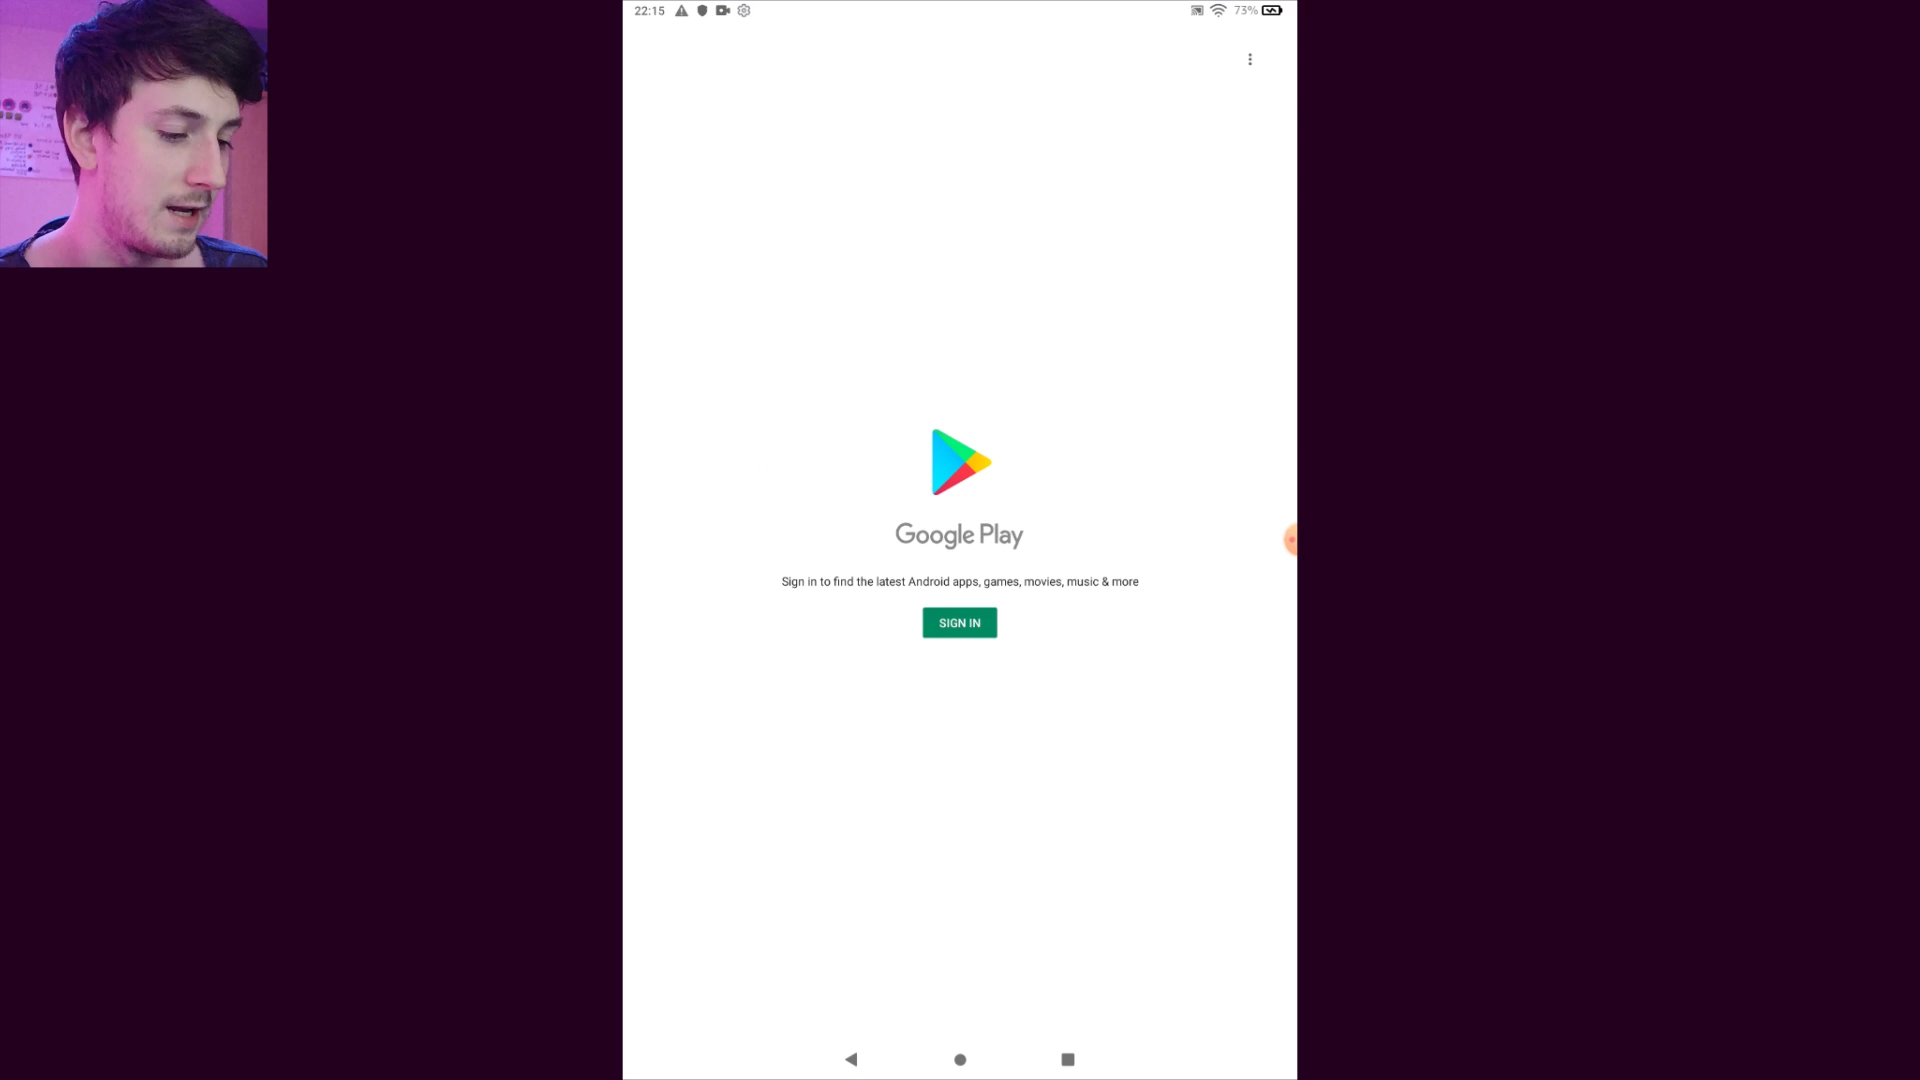 22:15
73%
Google Play
Sign in to find the latest Android apps, games, movies, music & more
SIGN IN